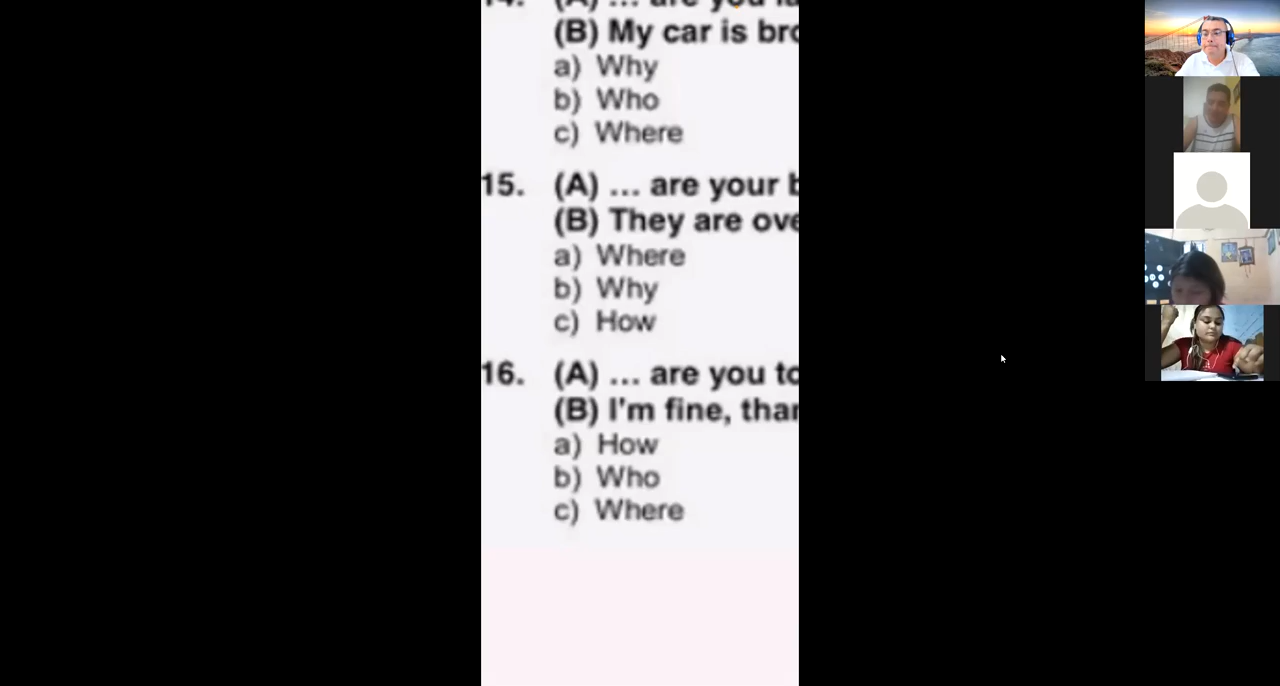 (B) My car is bro
a) Why
b) Who
c) Where
15. (A) ... are your b
(B) They are ove
a) Where
b) Why
c) How
16. (A) ... are you to
(B) I'm fine, than
a) How
b) Who
c) Where